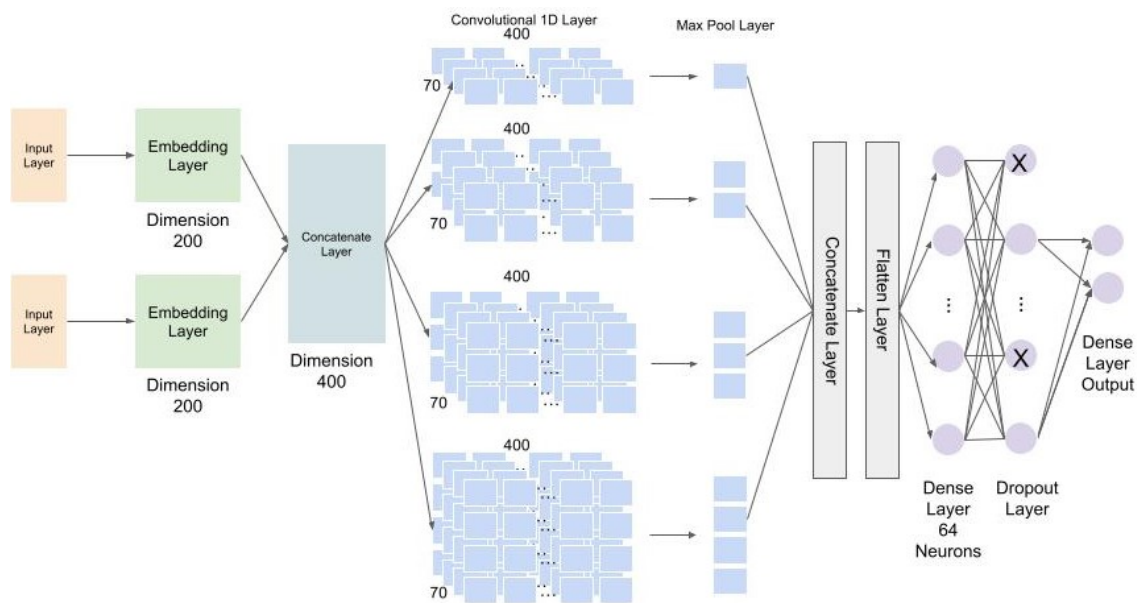 Convolutional 1D Layer
400
Max Pool Layer
70
400
70
400
70
400
70
Input
Layer
Embedding
Layer
Dimension
200
Input
Layer
Embedding
Layer
Dimension
200
Concatenate
Layer
Dimension
400
Concatenate Layer
Flatten Layer
X
X
Dense
Layer
64
Neurons
Dropout
Layer
Dense
Layer
Output